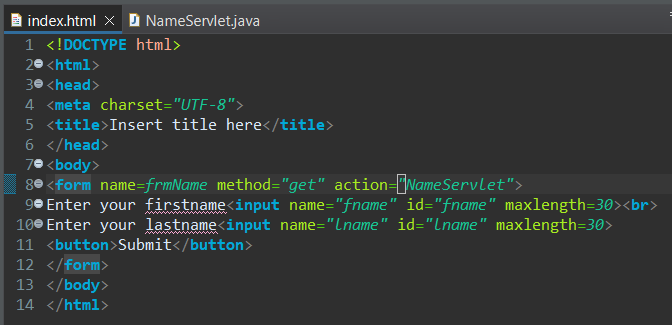 index.html NameServlet.java
1 <!DOCTYPE html>
2 <html>
3 <head>
4 <meta charset="UTF-8">
5 <title>Insert title here</title>
6 </head>
7 <body>
8 <form name=frmName method="get" action="NameServlet">
9 Enter your firstname<input name="fname" id="fname" maxlength=30><br>
10 Enter your lastname<input name="lname" id="lname" maxlength=30>
11 <button>Submit</button>
12 </form>
13 </body>
14 </html>